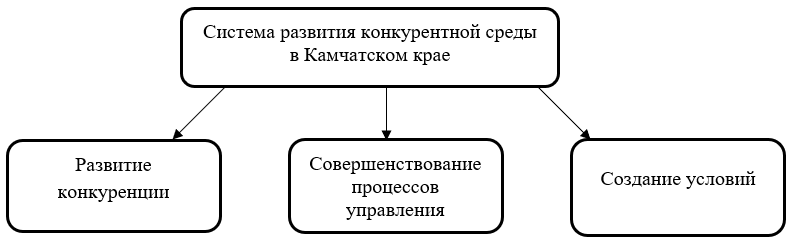 Система развития конкурентной среды
в Камчатском крае
Развитие
конкуренции
Совершенствование
процессов
управления
Создание условий